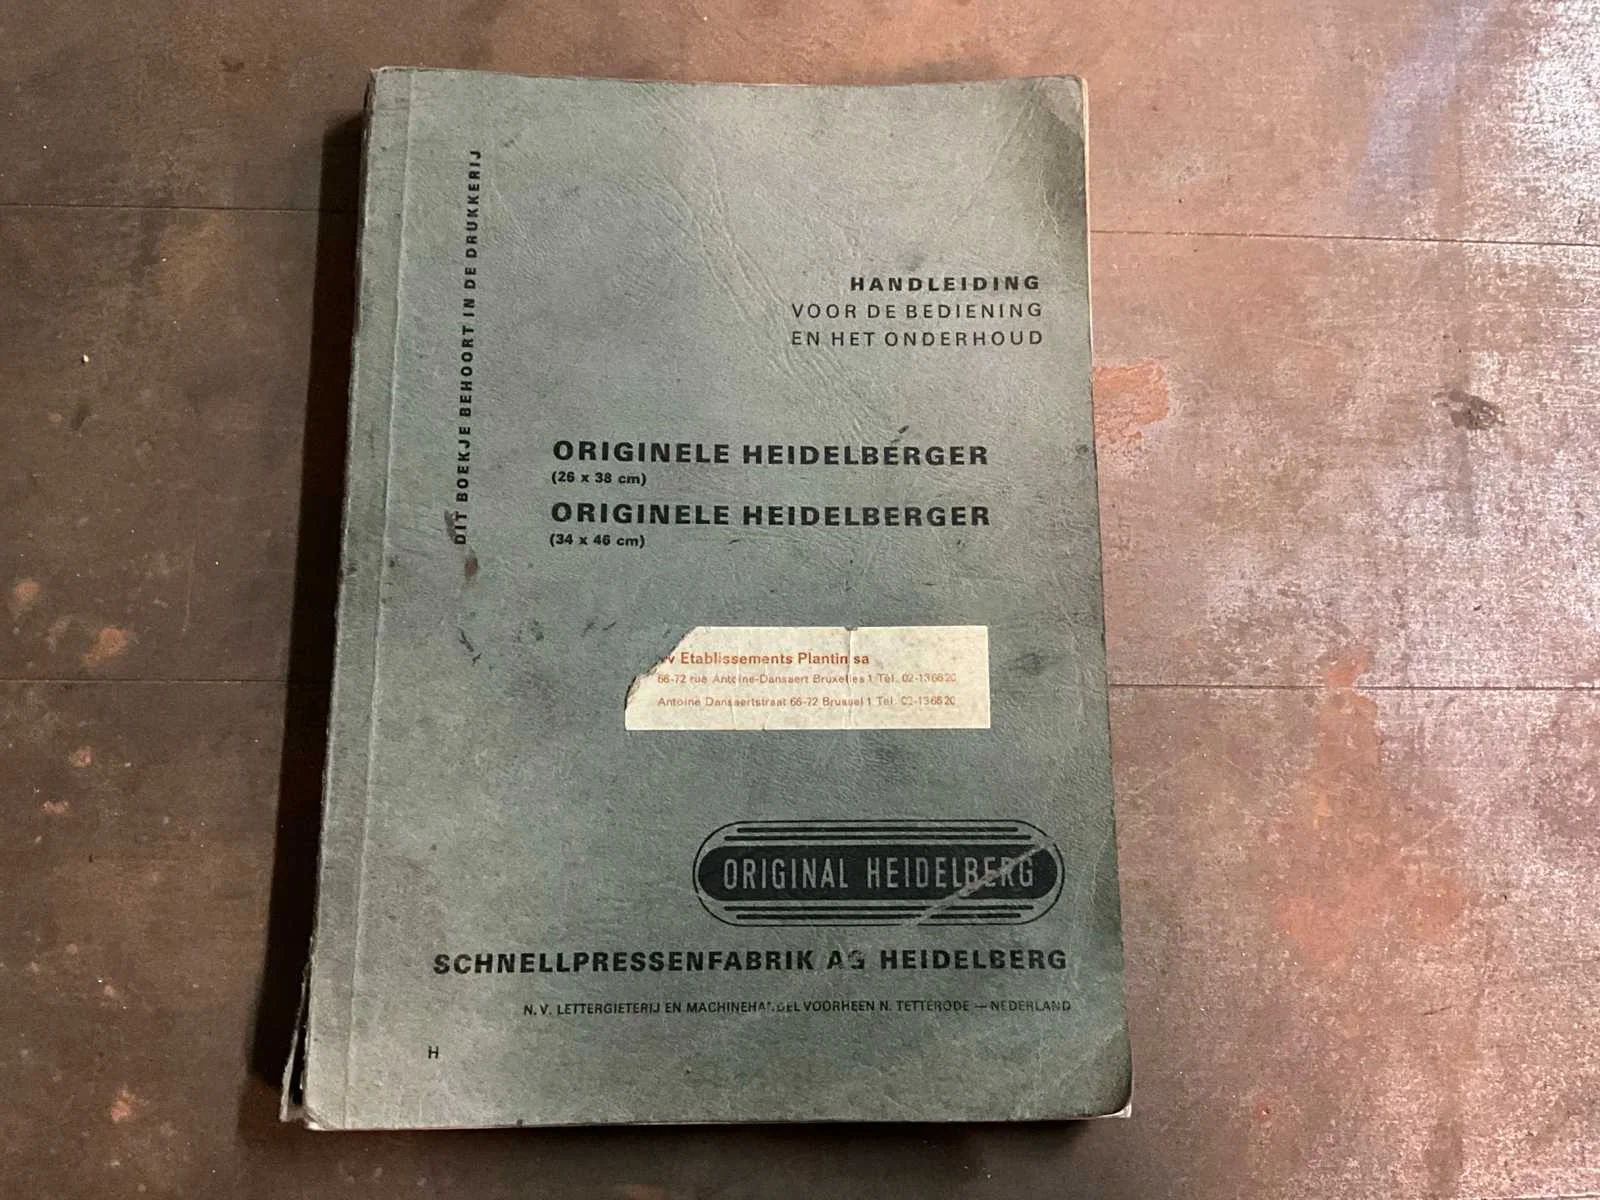 DIT BOEKJE BEHOORT IN DE DRUKKERIJ
HANDLEIDING
VOOR DE BEDIENING
EN HET ONDERHOUD
ORIGINELE HEIDELBERGER
(26 x 38 cm)
ORIGINELE HEIDELBERGER
(34 x 46 cm)
Etablissements Plantin sa
66-72 rue Antoine-Dansaert Bruxelles 1 Tél. 02-136620
Antoine Dansaertstraat 66-72 Brussel 1 Tel. 02-136620
ORIGINAL HEIDELBERG
SCHNELLPRESSENFABRIK AG HEIDELBERG
N.V. LETTERGIETERIJ EN MACHINEHANDEL VOORHEEN N. TETTERODE — NEDERLAND
H